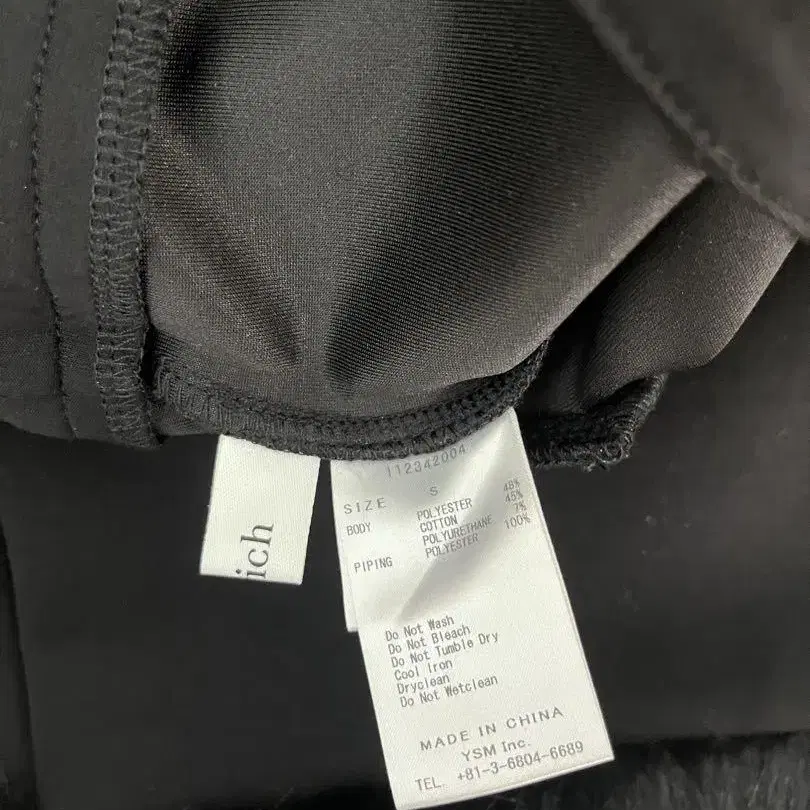 ich
112342004
SIZE S
BODY POLYESTER 48%
COTTON 45%
POLYURETHANE 7%
PIPING POLYESTER 100%
Do Not Wash
Do Not Bleach
Do Not Tumble Dry
Cool Iron
Dryclean
Do Not Wetclean
MADE IN CHINA
YSM Inc.
TEL. +81-3-6804-6689